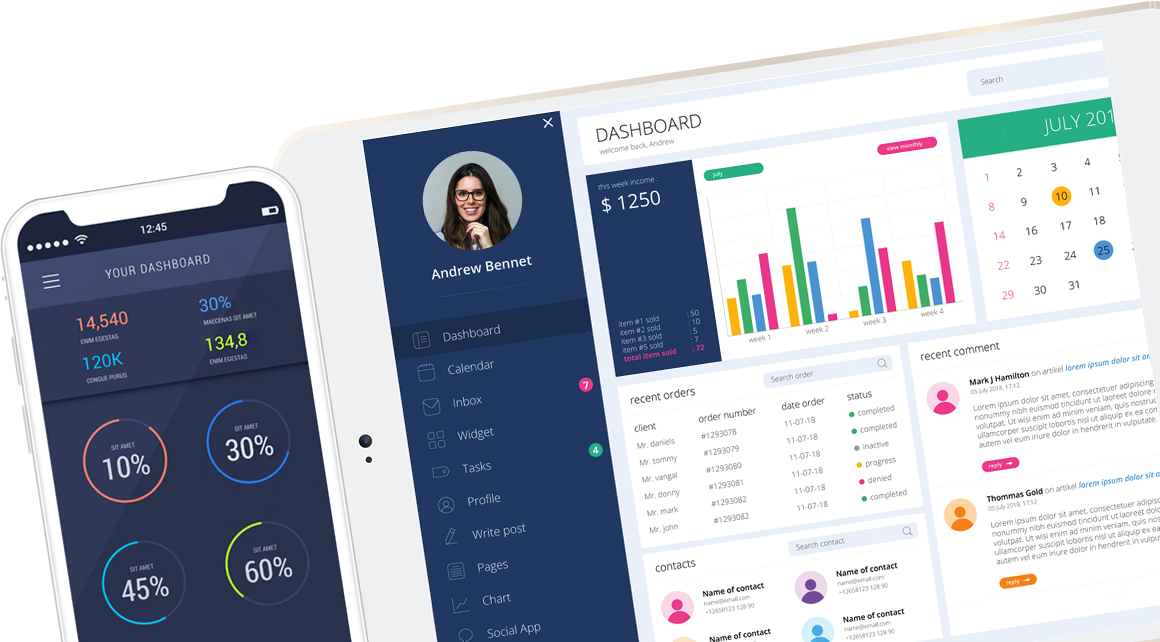 12:45
YOUR DASHBOARD
14,540
ENIM EGESTAS
30%
MAECENAS SIT AMET
120K
CONGUE PURUS
134,8
ENIM EGESTAS
SIT AMET
10%
SIT AMET
30%
SIT AMET
45%
SIT AMET
60%
Andrew Bennet
Dashboard
Calendar
Inbox
7
Widget
Tasks
4
Profile
Write post
Pages
Chart
Social App
DASHBOARD
welcome back, Andrew
Search
this week income :
$ 1250
item #1 sold : 50
item #2 sold : 10
item #3 sold : 5
item #5 sold : 7
total item sold : 72
july
view monthly
week 1
week 2
week 3
week 4
JULY 201
1 2 3 4
8 9 10 11
14 16 17 18
22 23 24 25
29 30 31
recent orders
Search order
client order number date order status
Mr. daniels #1293078 11-07-18 completed
Mr. tommy #1293079 11-07-18 completed
Mr. vangal #1293080 11-07-18 inactive
Mr. donny #1293081 11-07-18 progress
Mr. mark #1293082 11-07-18 denied
Mr. john #1293082 11-07-18 completed
contacts
Search contact
Name of contact
name@email.com
+12658123 128 90
Name of contact
name@email.com
+12658123 128 90
Name of contact
name@email.com
Name of contact
name@email.com
+12658123 128 90
recent comment
Mark J Hamilton on artikel lorem ipsum dolor sit
05 July 2018, 17:12
Lorem ipsum dolor sit amet, consectetuer adipiscing
nonummy nibh euismod tincidunt ut laoreet dolore
volutpat. Ut wisi enim ad minim veniam, quis
ullamcorper suscipit lobortis nisl ut aliquip ex ea
autem vel eum iriure dolor in hendrerit in vulputate.
reply
Thommas Gold on artikel lorem ipsum dolor sit
05 July 2018, 17:12
Lorem ipsum dolor sit amet, consectetuer
nonummy nibh euismod tincidunt ut laoreet
volutpat. Ut wisi enim ad minim veniam, quis
ullamcorper suscipit lobortis nisl ut aliquip
autem vel eum iriure dolor in hendrerit in
reply